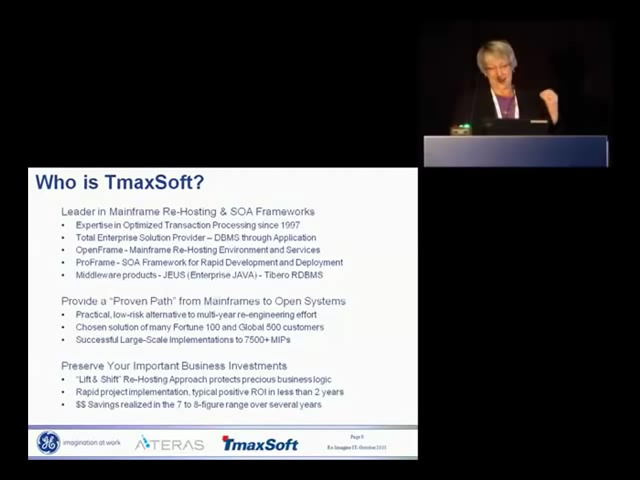 Who is TmaxSoft?
Leader in Mainframe Re-Hosting & SOA Frameworks
• Expertise in Optimized Transaction Processing since 1997
• Total Enterprise Solution Provider – DBMS through Application
• OpenFrame - Mainframe Re-Hosting Environment and Services
• ProFrame - SOA Framework for Rapid Development and Deployment
• Middleware products - JEUS (Enterprise JAVA) - Tibero RDBMS
Provide a "Proven Path" from Mainframes to Open Systems
• Practical, low-risk alternative to multi-year re-engineering effort
• Chosen solution of many Fortune 100 and Global 500 customers
• Successful Large-Scale Implementations to 7500+ MIPs
Preserve Your Important Business Investments
• "Lift & Shift" Re-Hosting Approach protects precious business logic
• Rapid project implementation, typical positive ROI in less than 2 years
• $$ Savings realized in the 7 to 8-figure range over several years
imagination at work
ATERAS
TmaxSoft
Re-Imagine IT: October